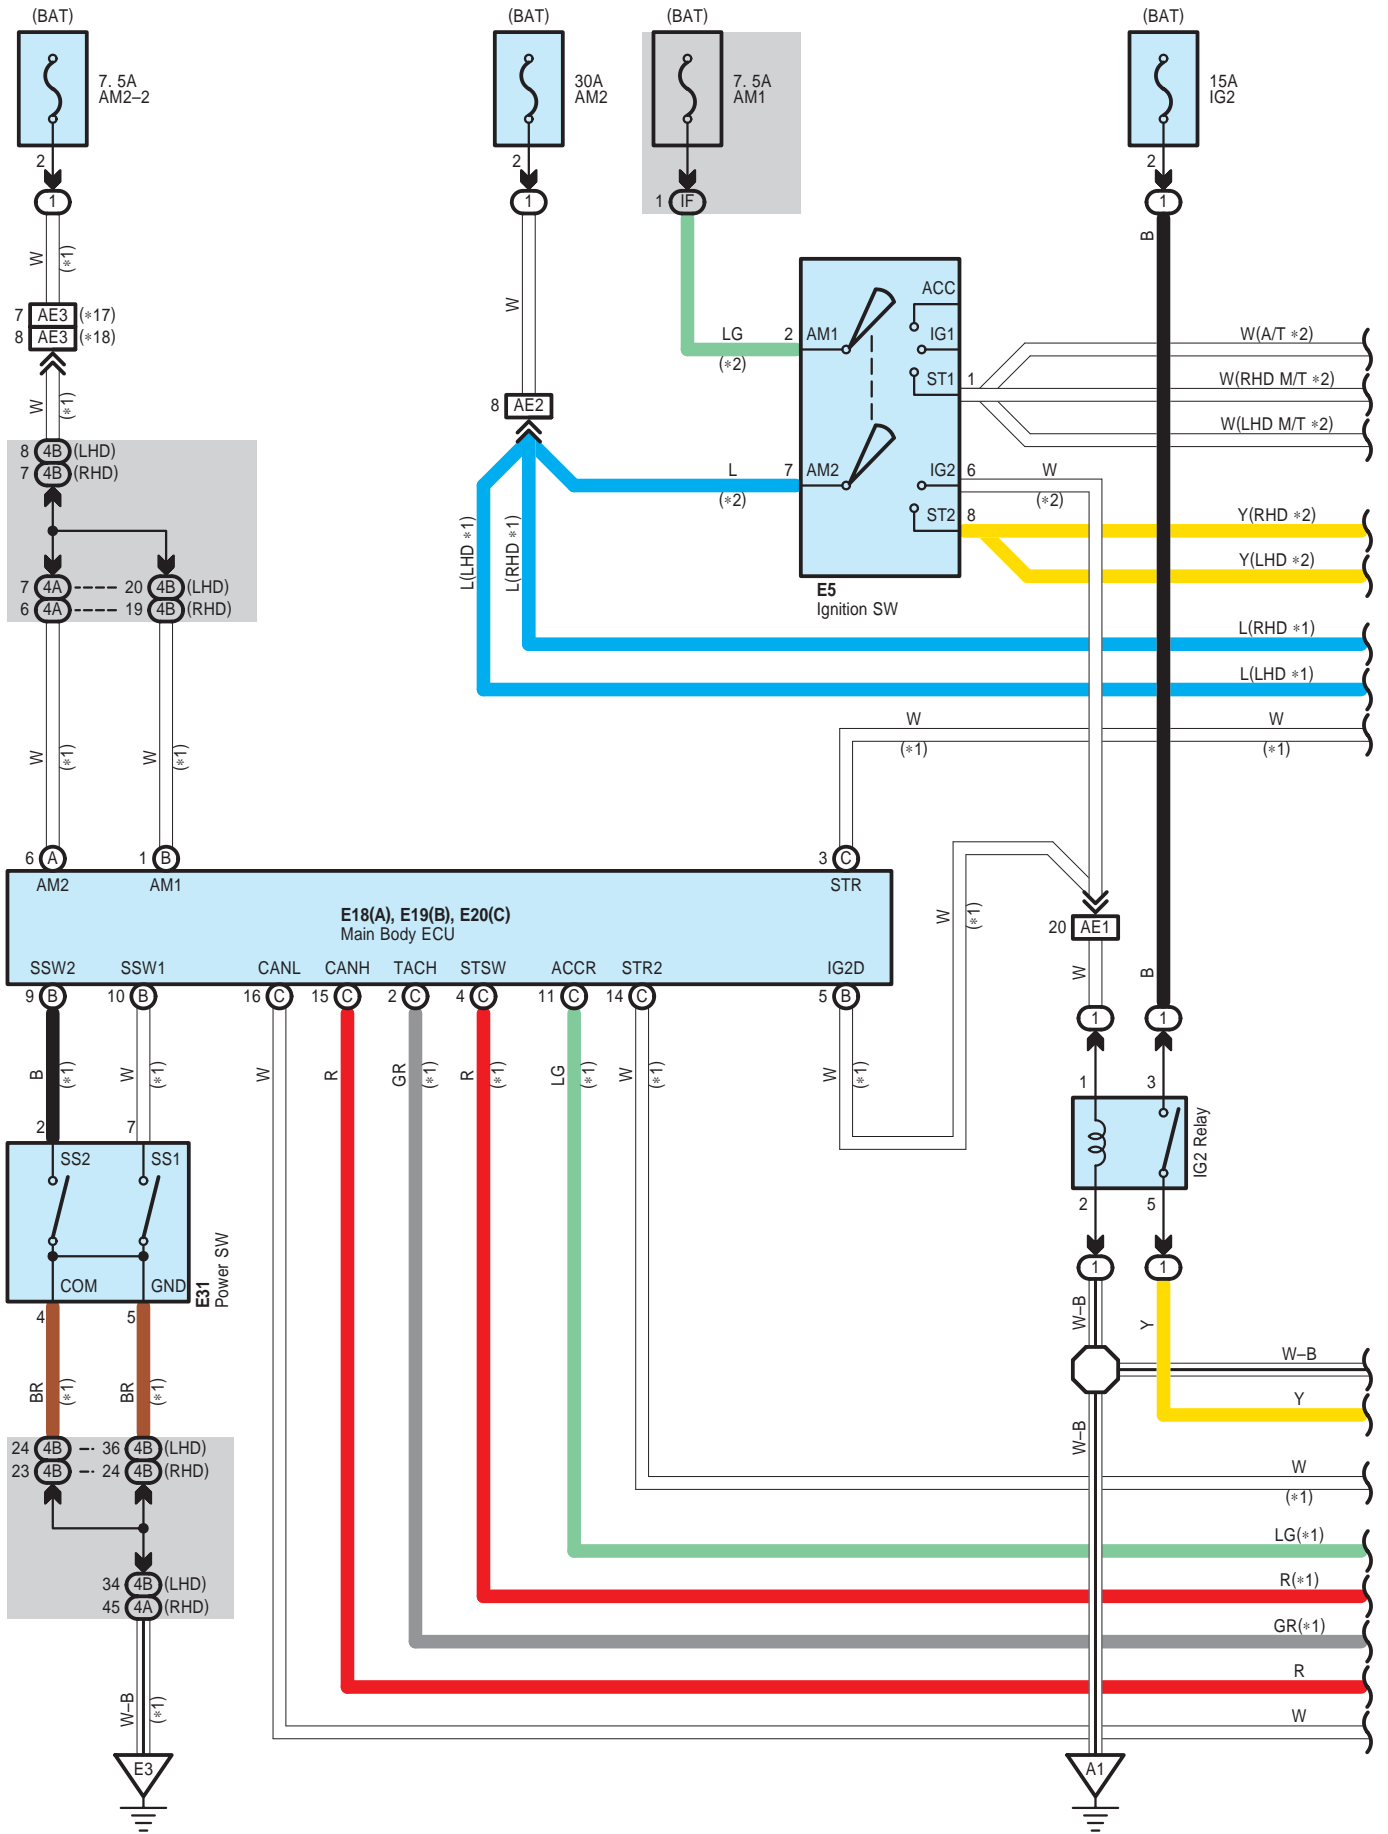 (BAT) (BAT) (BAT) (BAT)
7. 5A
AM2–2
30A
AM2
7. 5A
AM1
15A
IG2
2 2 2
1 1 1 IF 1
W (*1)
W
B
7 AE3 (*17)
8 AE3 (*18)
W (*1)
8 AE2
LG
(*2)
2 AM1
ACC
IG1
ST1 1
W(A/T *2)
W(RHD M/T *2)
W(LHD M/T *2)
8 4B (LHD)
7 4B (RHD)
L
(*2)
7 AM2
IG2 6
W
(*2)
ST2 8
Y(RHD *2)
Y(LHD *2)
L(LHD *1)
L(RHD *1)
7 4A 20 4B (LHD)
6 4A 19 4B (RHD)
E5
Ignition SW
L(RHD *1)
L(LHD *1)
W (*1) W (*1)
W
(*1)
W
(*1)
6 A 1 B 3 C
AM2 AM1 STR
E18(A), E19(B), E20(C)
Main Body ECU
W (*1)
20 AE1
W B
SSW2 SSW1 CANL CANH TACH STSW ACCR STR2 IG2D
9 B 10 B 16 C 15 C 2 C 4 C 11 C 14 C 5 B
1 1
B (*1) W (*1) W R GR (*1) R (*1) LG (*1) W (*1) W (*1)
1 3
2 7
SS2 SS1
IG2 Relay
2 5
COM GND
E31
Power SW
1 1
4 5
W–B Y
BR (*1) BR (*1)
W–B
Y
W–B
24 4B 36 4B (LHD)
23 4B 24 4B (RHD)
W
(*1)
LG(*1)
34 4B (LHD)
45 4A (RHD)
R(*1)
GR(*1)
R
W–B (*1)
W
E3
A1